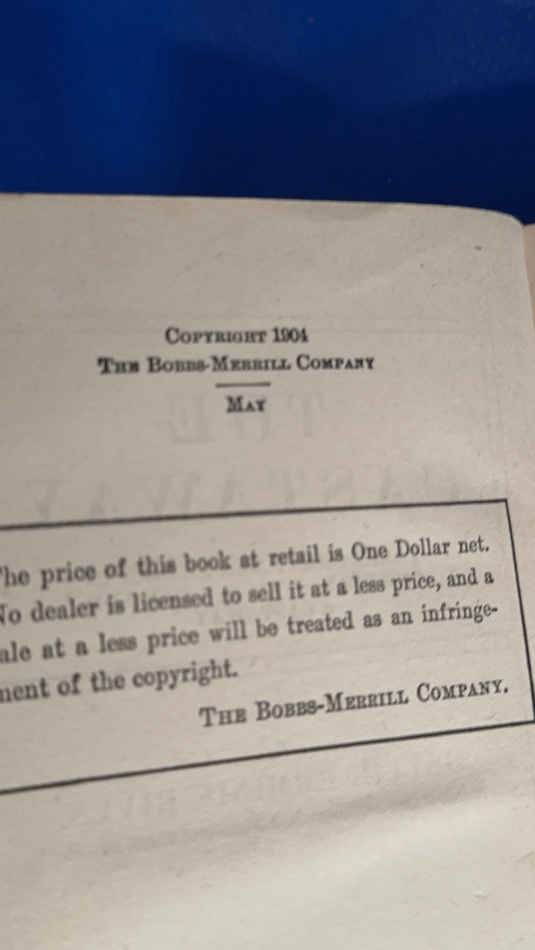 COPYRIGHT 1904
THE BOBBS-MERRILL COMPANY
MAY
he price of this book at retail is One Dollar net.
No dealer is licensed to sell it at a less price, and a
ale at a less price will be treated as an infringe-
ment of the copyright.
THE BOBBS-MERRILL COMPANY.